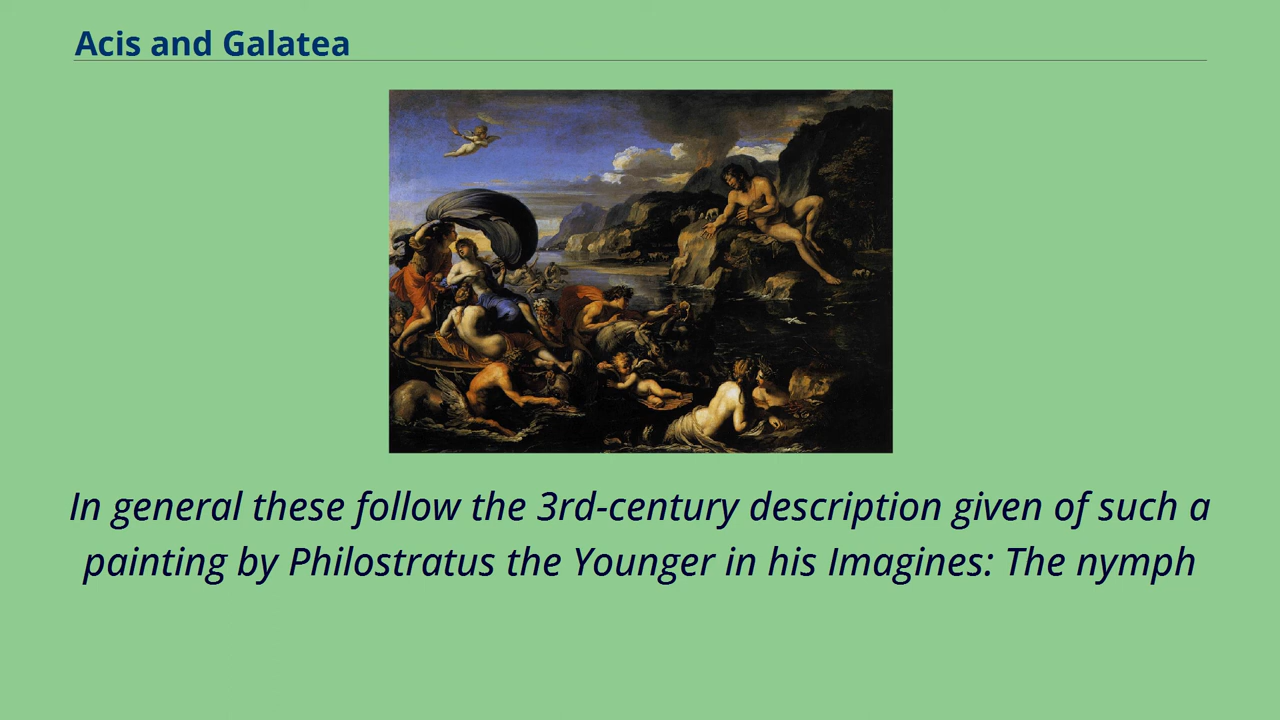 Acis and Galatea
In general these follow the 3rd-century description given of such a
painting by Philostratus the Younger in his Imagines: The nymph